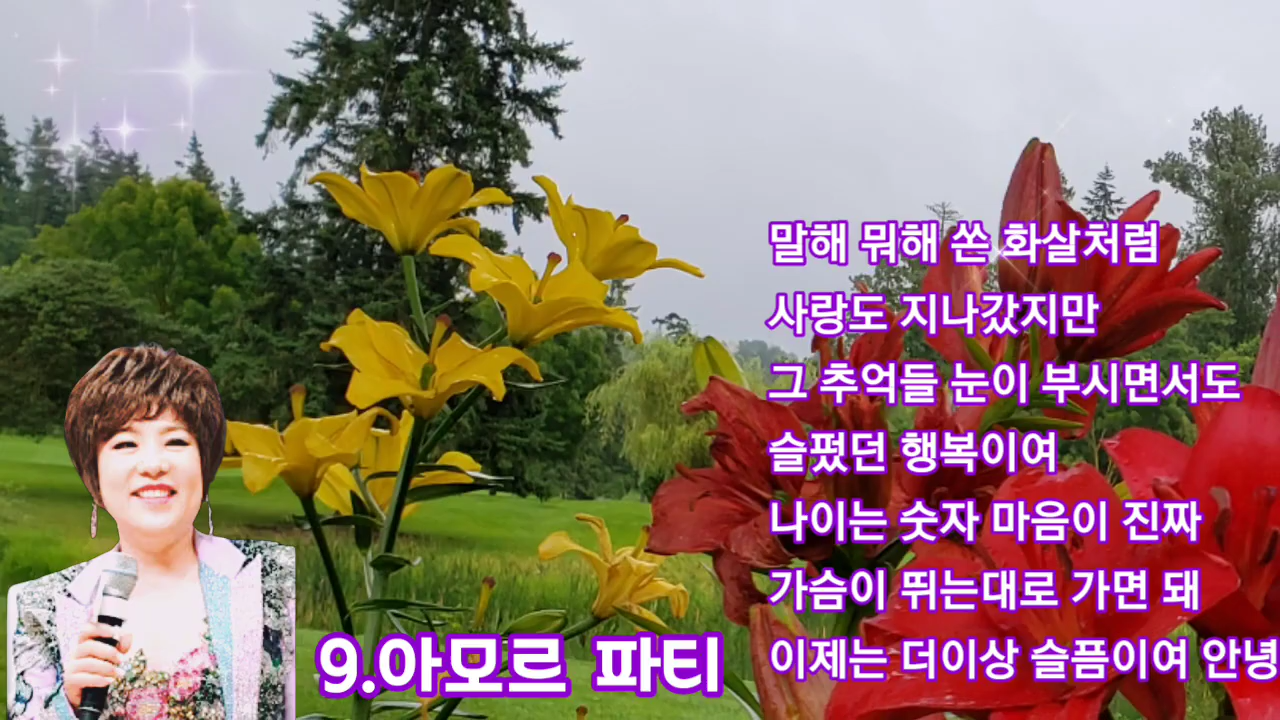 말해 뭐해 쏜 화살처럼
사랑도 지나갔지만
그 추억들 눈이 부시면서도
슬펐던 행복이여
나이는 숫자 마음이 진짜
가슴이 뛰는대로 가면 돼
이제는 더이상 슬픔이여 안녕
9.아모르 파티